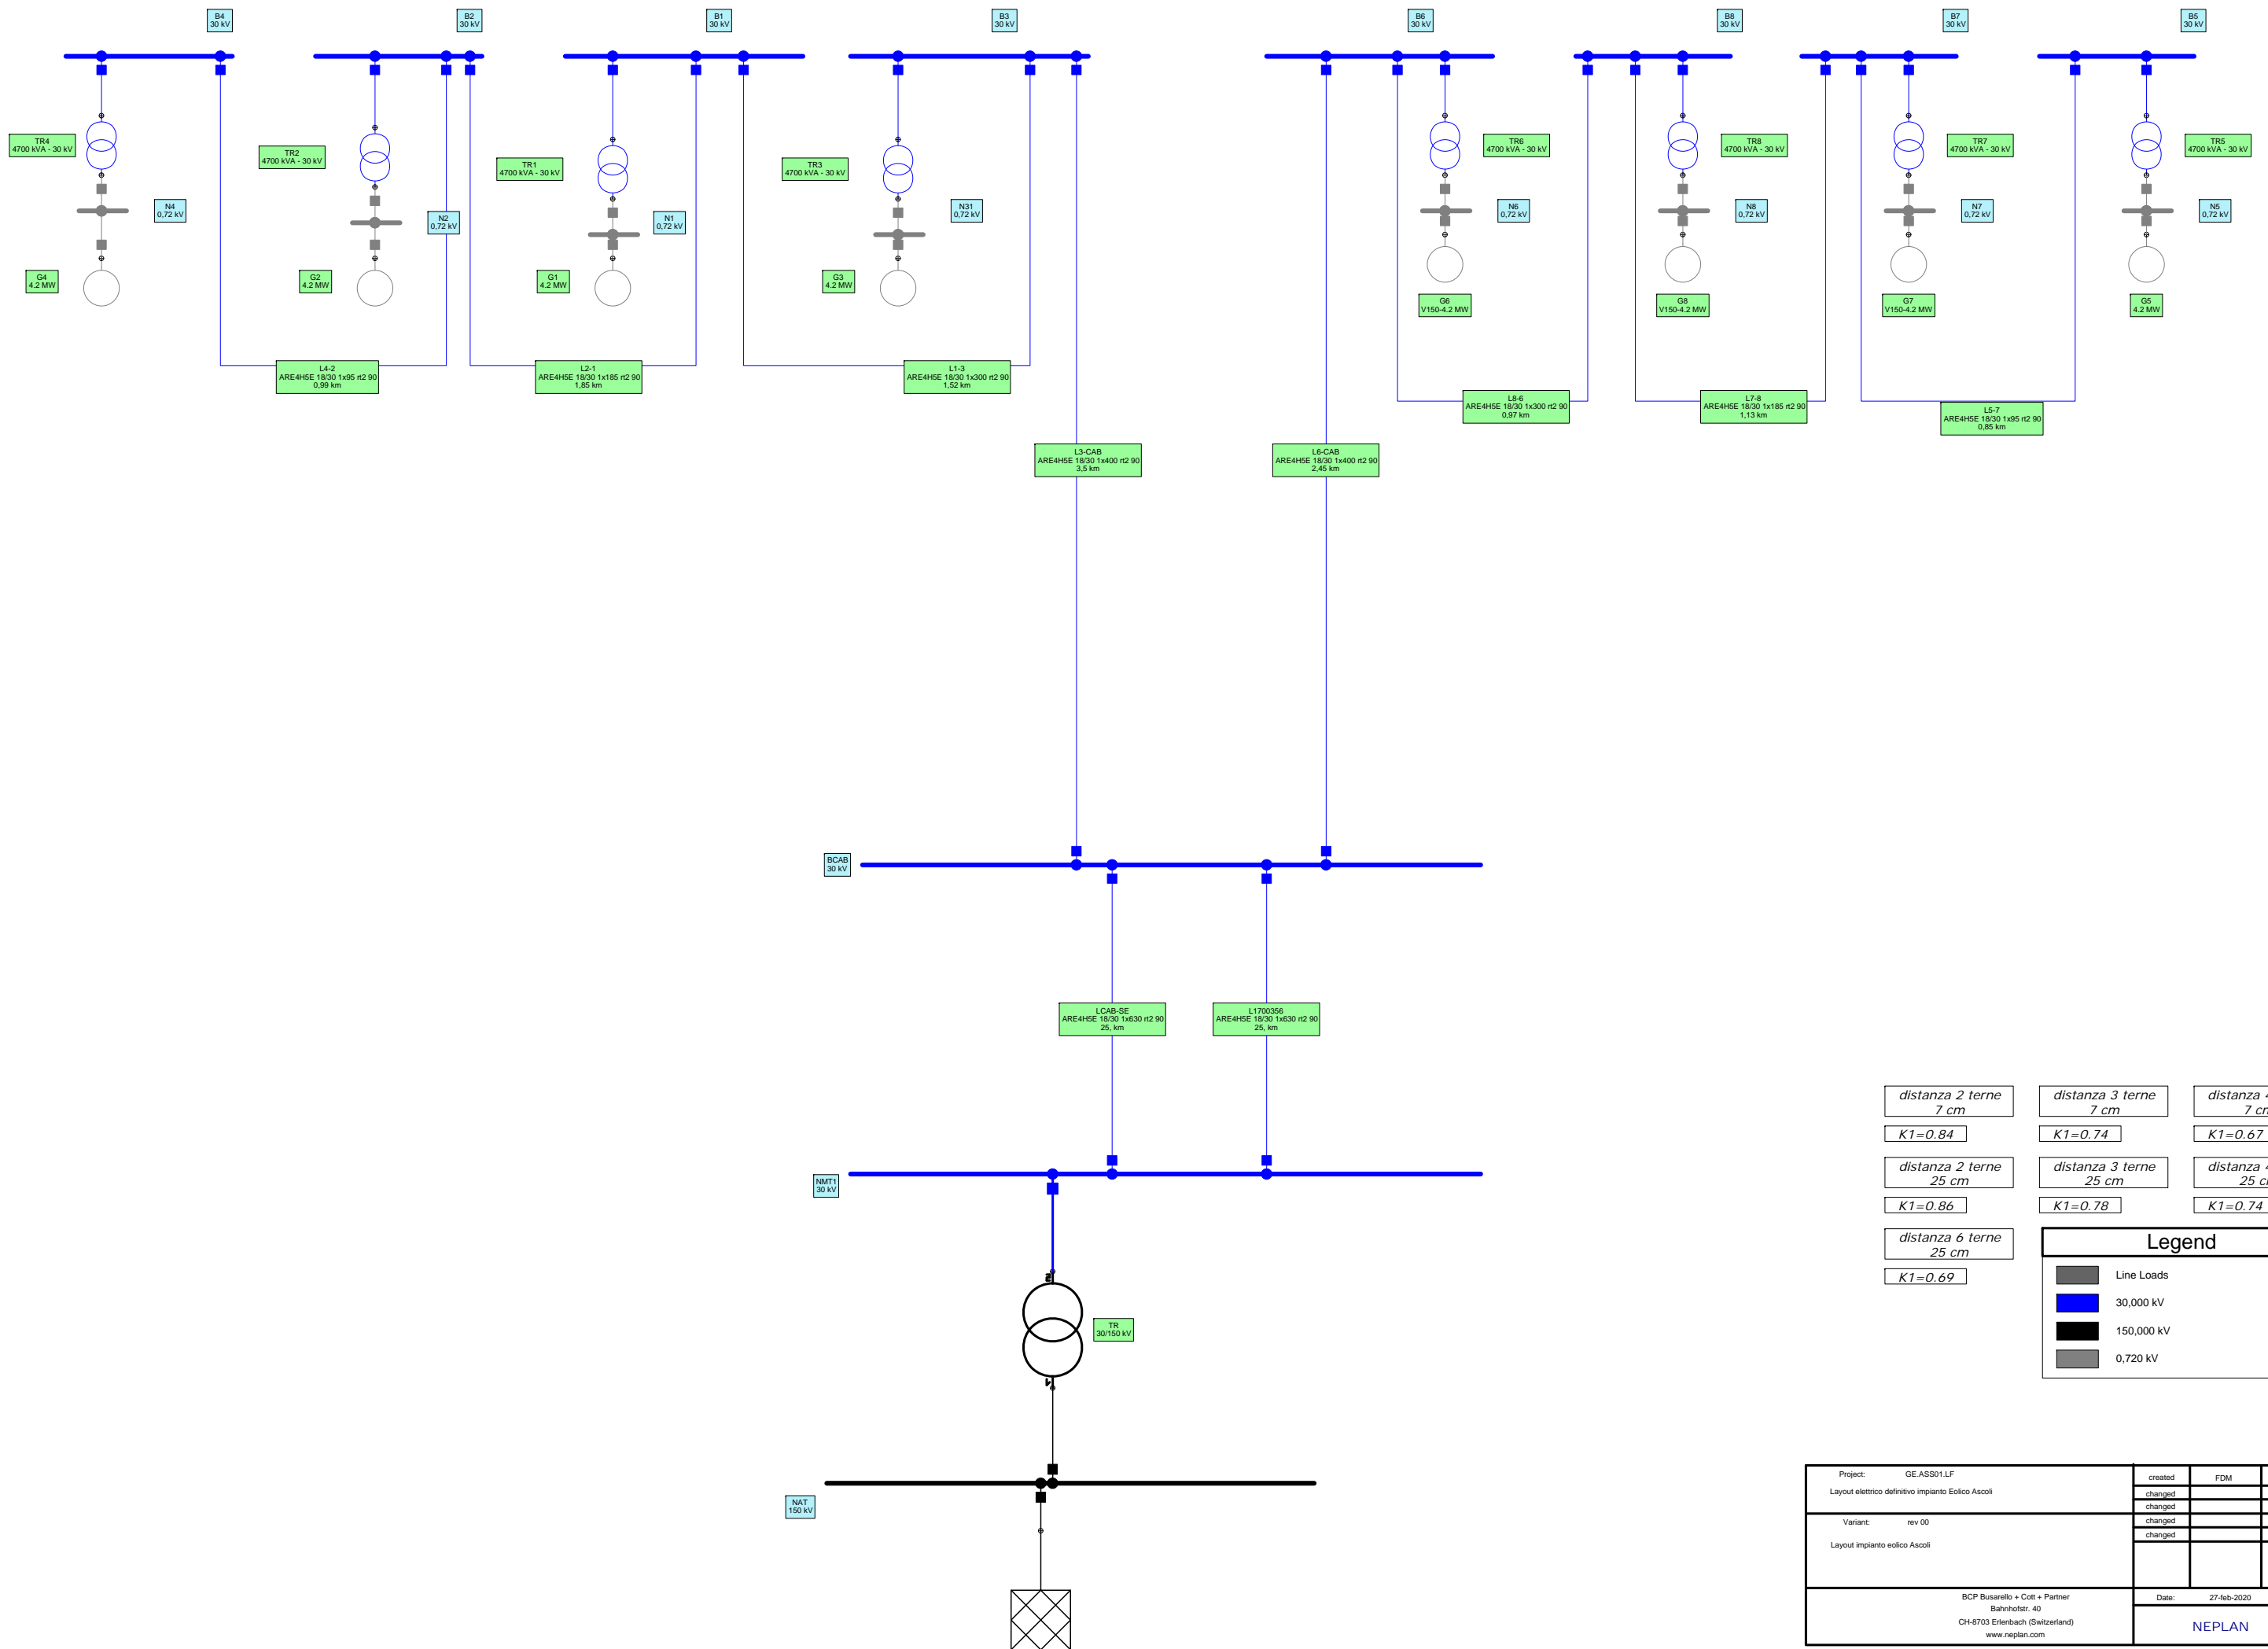 B4
30 kV
B2
30 kV
B1
30 kV
B3
30 kV
B6
30 kV
B8
30 kV
B7
30 kV
B5
30 kV
TR4
4700 kVA - 30 kV
TR2
4700 kVA - 30 kV
TR1
4700 kVA - 30 kV
TR3
4700 kVA - 30 kV
TR6
4700 kVA - 30 kV
TR8
4700 kVA - 30 kV
TR7
4700 kVA - 30 kV
TR5
4700 kVA - 30 kV
N4
0,72 kV
N2
0,72 kV
N1
0,72 kV
N31
0,72 kV
N6
0,72 kV
N8
0,72 kV
N7
0,72 kV
N5
0,72 kV
G4
4.2 MW
G2
4.2 MW
G1
4.2 MW
G3
4.2 MW
G6
V150-4.2 MW
G8
V150-4.2 MW
G7
V150-4.2 MW
G5
4.2 MW
L4-2
ARE4H5E 18/30 1x95 rt2 90
0,99 km
L2-1
ARE4H5E 18/30 1x185 rt2 90
1,85 km
L1-3
ARE4H5E 18/30 1x300 rt2 90
1,52 km
L8-6
ARE4H5E 18/30 1x300 rt2 90
0,97 km
L7-8
ARE4H5E 18/30 1x185 rt2 90
1,13 km
L5-7
ARE4H5E 18/30 1x95 rt2 90
0,85 km
L3-CAB
ARE4H5E 18/30 1x400 rt2 90
3,5 km
L6-CAB
ARE4H5E 18/30 1x400 rt2 90
2,45 km
BCAB
30 kV
LCAB-SE
ARE4H5E 18/30 1x630 rt2 90
25, km
L1700356
ARE4H5E 18/30 1x630 rt2 90
25, km
NMT1
30 kV
2
TR
30/150 kV
1
NAT
150 kV
distanza 2 terne
7 cm
K1=0.84
distanza 3 terne
7 cm
K1=0.74
distanza 4
7 c
K1=0.67
distanza 2 terne
25 cm
K1=0.86
distanza 3 terne
25 cm
K1=0.78
distanza 4
25 c
K1=0.74
distanza 6 terne
25 cm
K1=0.69
Legend
Line Loads
30,000 kV
150,000 kV
0,720 kV
Project: GE.ASS01.LF
Layout elettrico definitivo impianto Eolico Ascoli
created FDM
changed
changed
changed
changed
Variant: rev 00
Layout impianto eolico Ascoli
BCP Busarello + Cott + Partner
Bahnhofstr. 40
CH-8703 Erlenbach (Switzerland)
www.neplan.com
Date: 27-feb-2020
NEPLAN